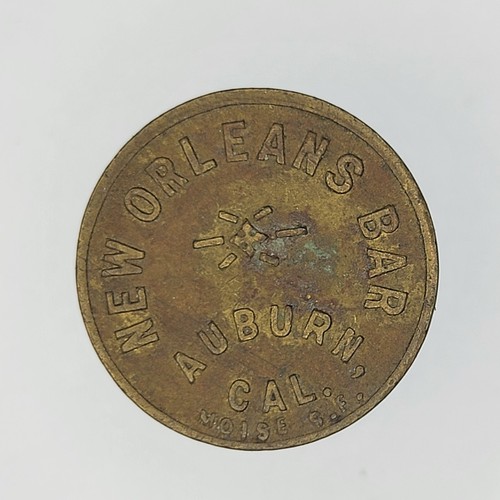 NEW ORLEANS BAR
AUBURN,
CAL.
MOISE S.F.